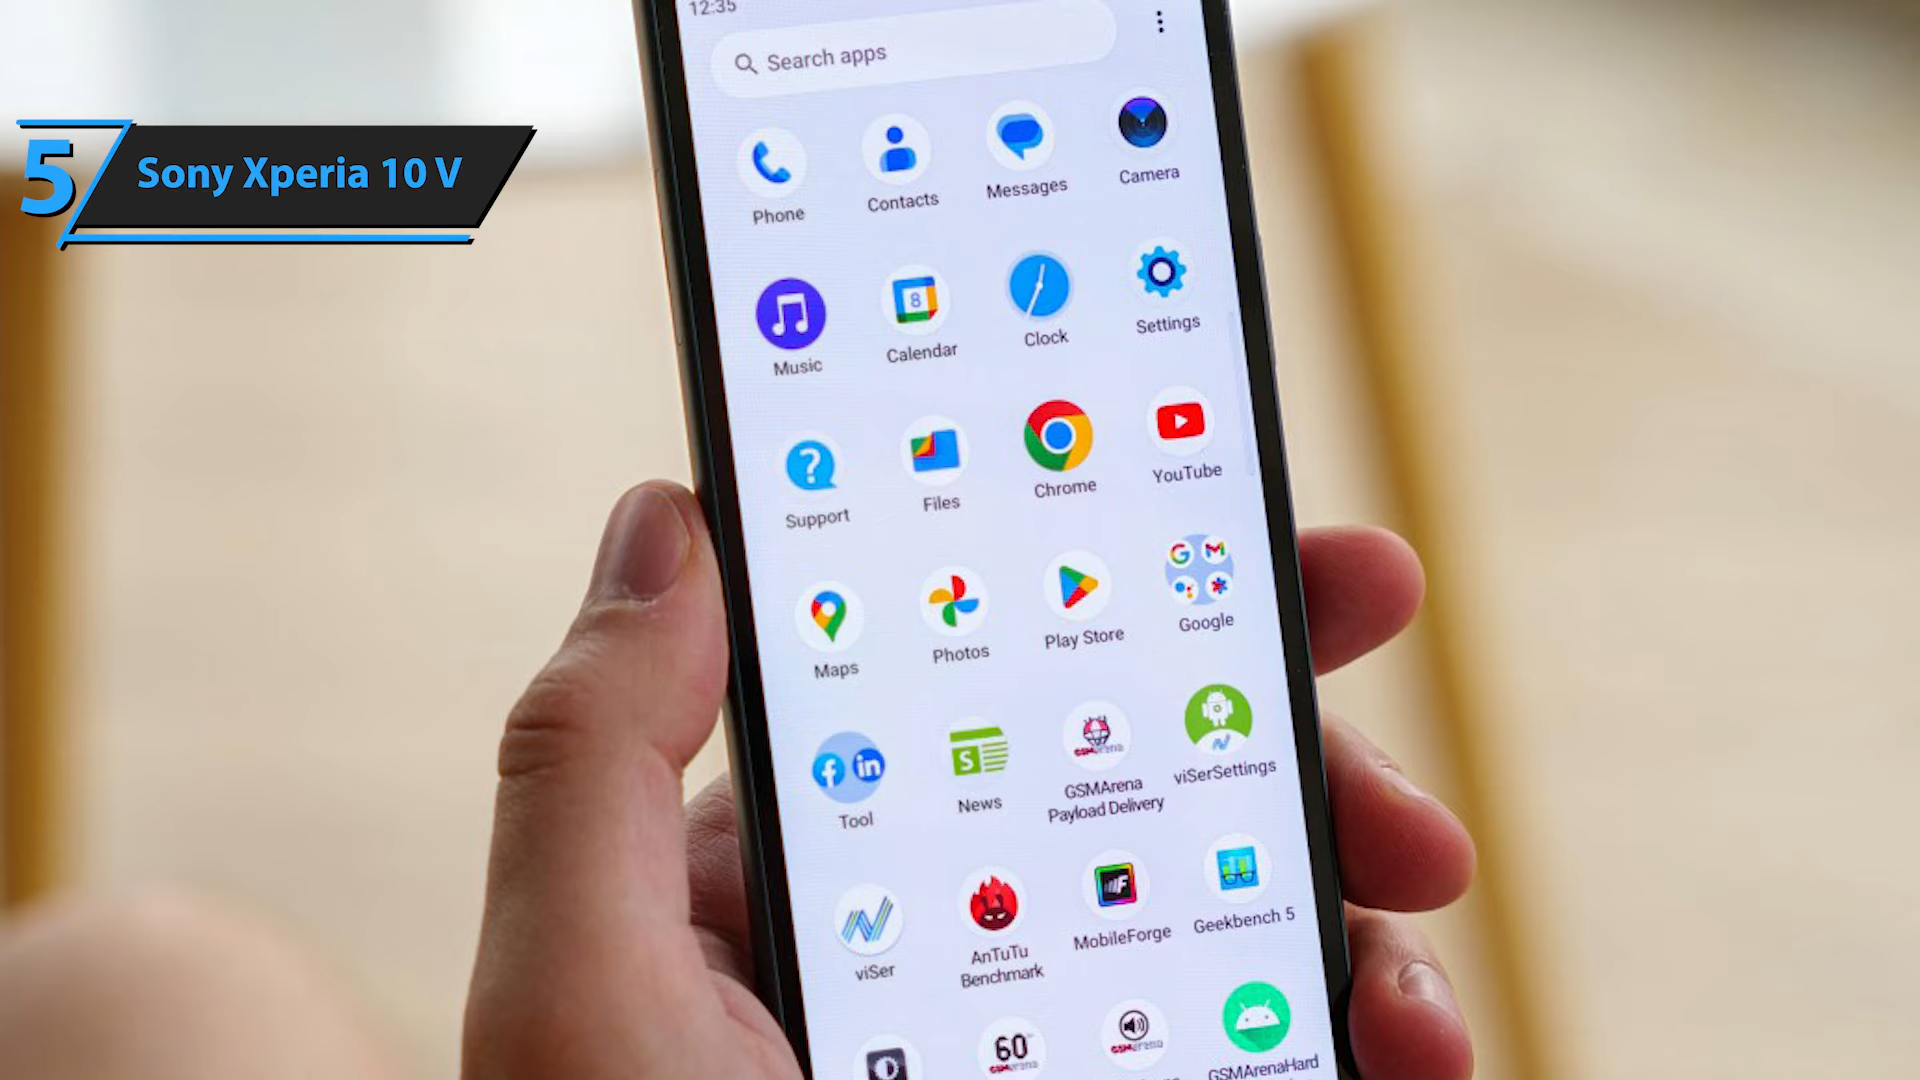 12:35
Search apps
5
Sony Xperia 10 V
Phone
Contacts
Messages
Camera
Music
8
Calendar
Clock
Settings
Support
Files
Chrome
YouTube
Maps
Photos
Play Store
Google
Tool
News
GSMArena
Payload Delivery
viSerSettings
viSer
AnTuTu
Benchmark
MobileForge
Geekbench 5
60
GSMArenaHard